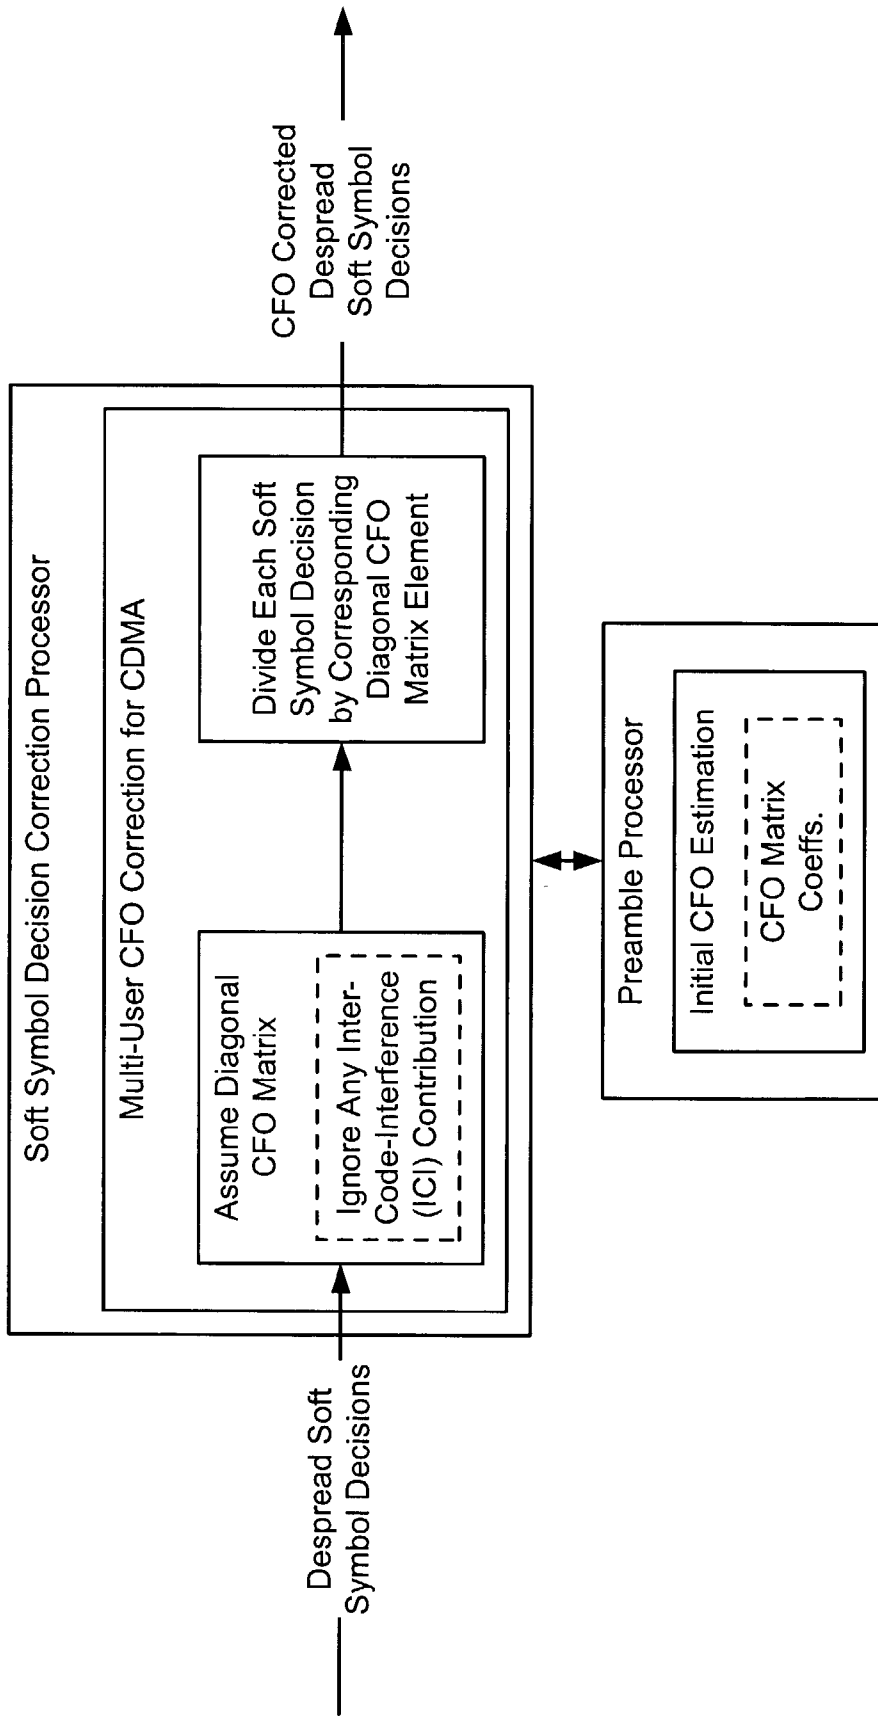 Soft Symbol Decision Correction Processor
Multi-User CFO Correction for CDMA
Despread Soft
Symbol Decisions
Assume Diagonal
CFO Matrix
Ignore Any Inter-
Code-Interference
(ICI) Contribution
Divide Each Soft
Symbol Decision
by Corresponding
Diagonal CFO
Matrix Element
CFO Corrected
Despread
Soft Symbol
Decisions
Preamble Processor
Initial CFO Estimation
CFO Matrix
Coeffs.